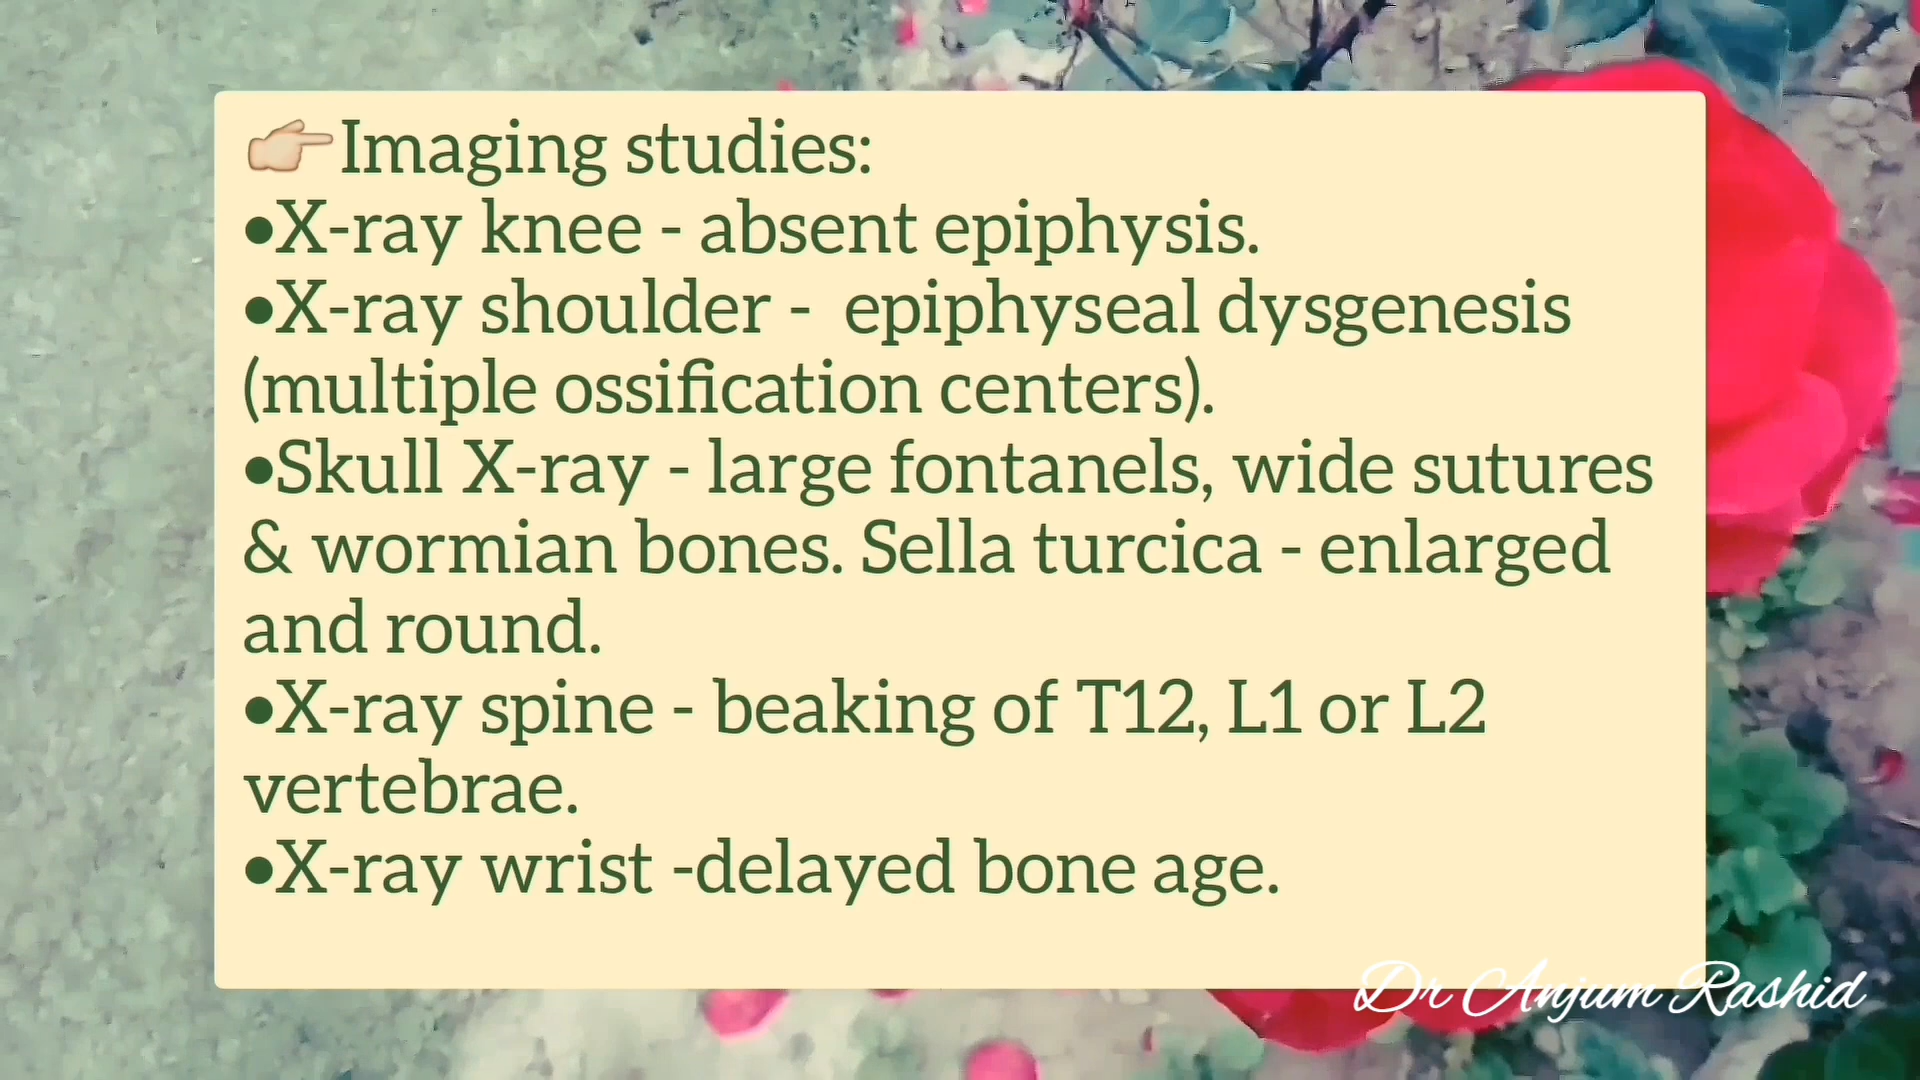 👉Imaging studies:
•X-ray knee - absent epiphysis.
•X-ray shoulder -  epiphyseal dysgenesis
(multiple ossification centers).
•Skull X-ray - large fontanels, wide sutures
& wormian bones. Sella turcica - enlarged
and round.
•X-ray spine - beaking of T12, L1 or L2
vertebrae.
•X-ray wrist -delayed bone age.
Dr Anjum Rashid